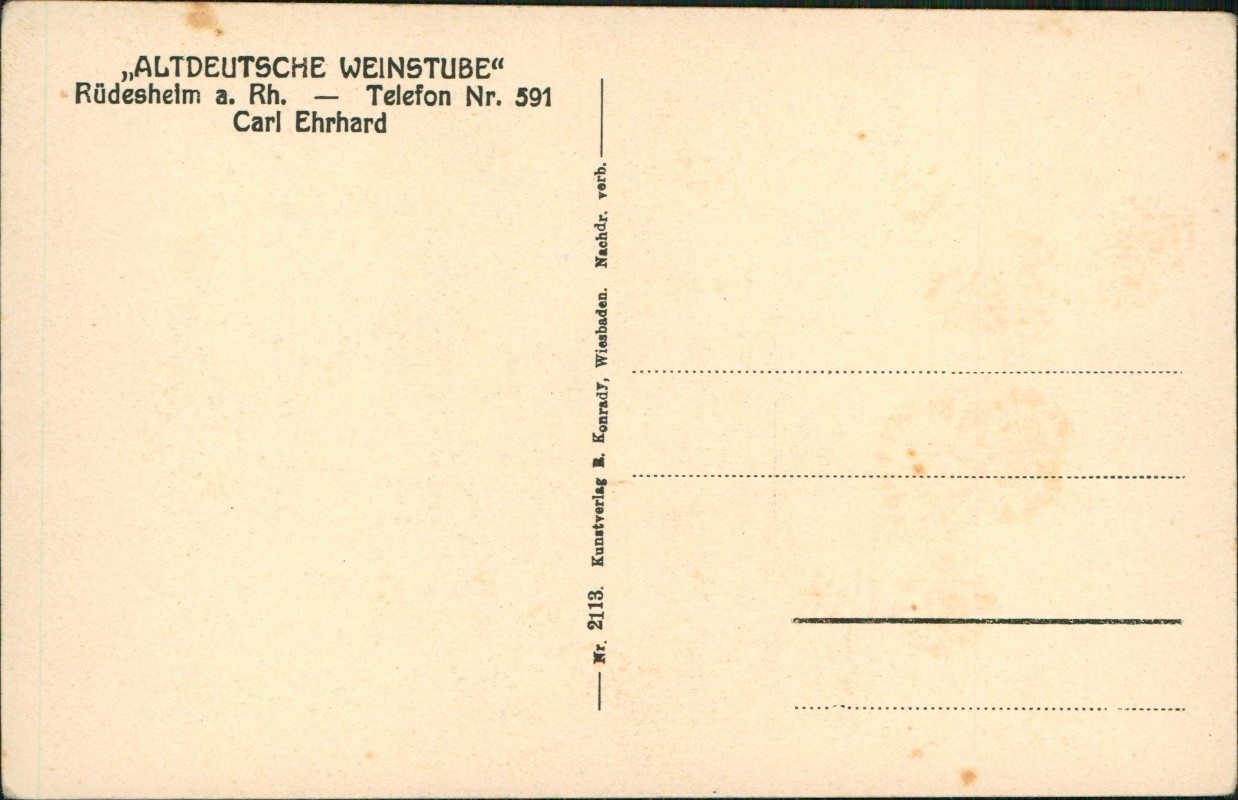 „ALTDEUTSCHE WEINSTUBE“
Rüdesheim a. Rh. — Telefon Nr. 591
Carl Ehrhard
Nr. 2113. Kunstverlag R. Konrady, Wiesbaden. Nachdr. verb.